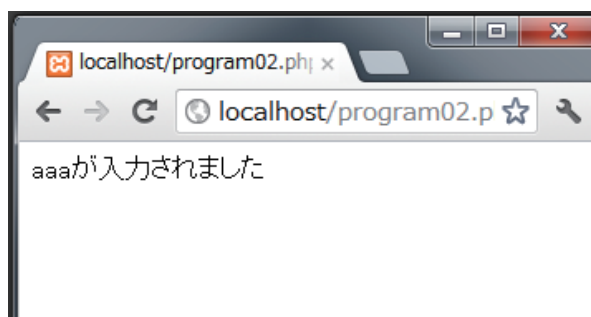 localhost/program02.php
localhost/program02.p
aaaが入力されました